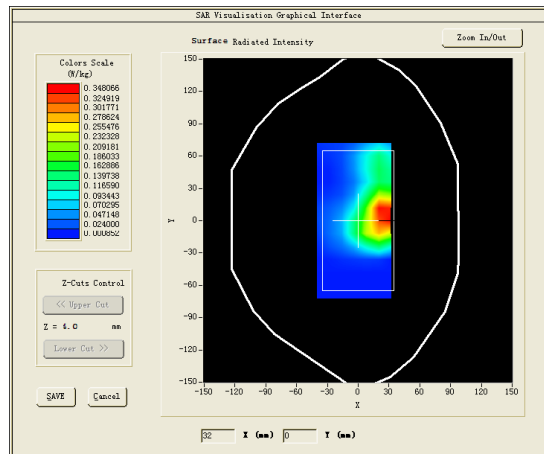 SAR Visualisation Graphical Interface
Surface Radiated Intensity
Zoom In/Out
Colors Scale
(W/kg)
0.348066
0.324919
0.301771
0.278624
0.255476
0.232328
0.209181
0.186033
0.162886
0.139738
0.116590
0.093443
0.070295
0.047148
0.024000
0.000852
Z-Cuts Control
<< Upper Cut
Z = 4.0 mm
Lower Cut >>
SAVE
Cancel
150
120
90
60
30
0
-30
-60
-90
-120
-150
Y
-150 -120 -90 -60 -30 0 30 60 90 120 150
X
32 X (mm) 0 Y (mm)